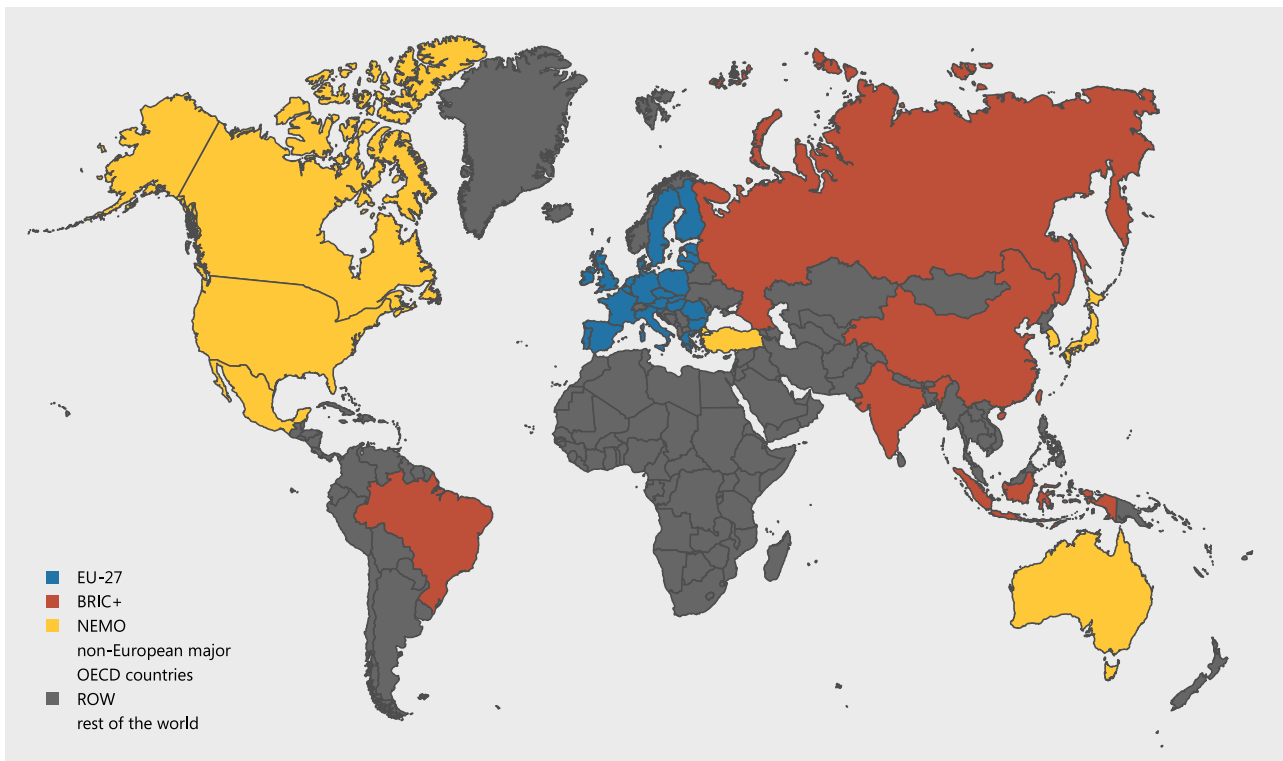 EU-27
BRIC+
NEMO
non-European major
OECD countries
ROW
rest of the world